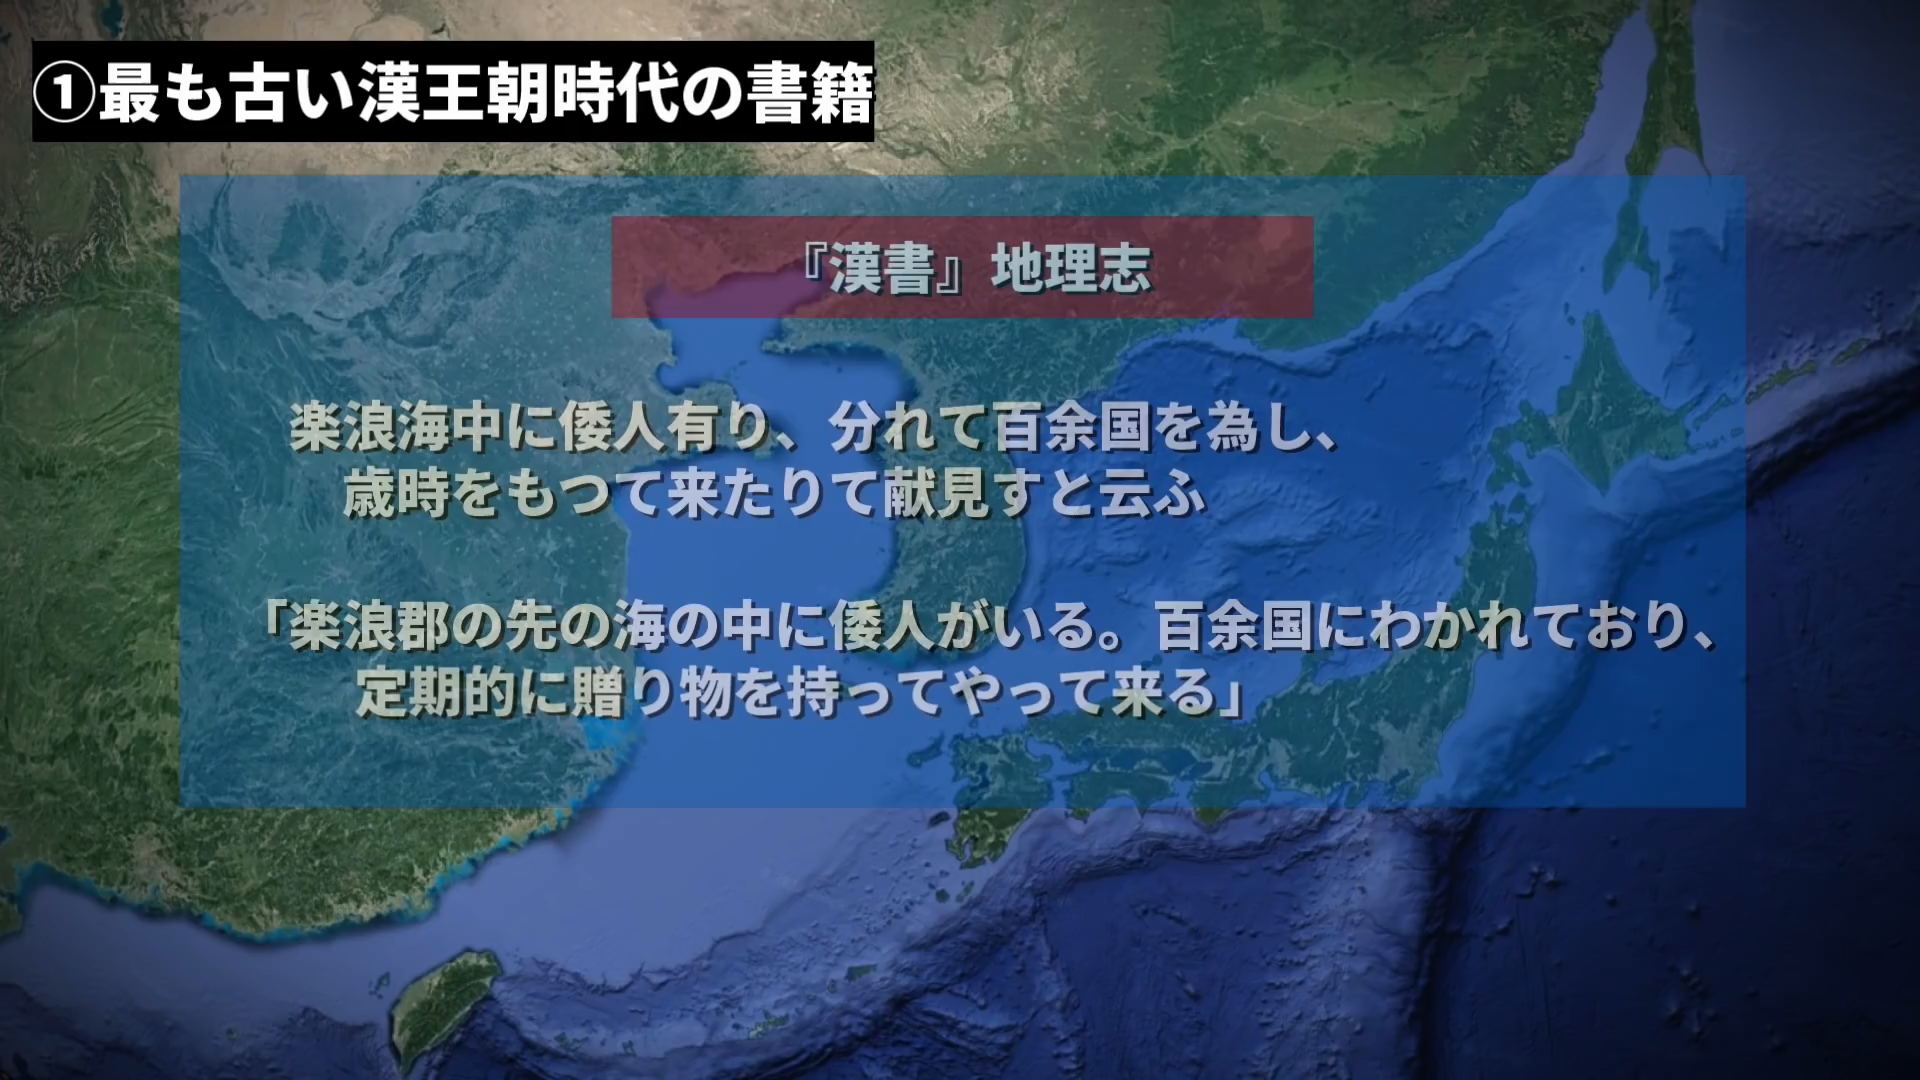 ①最も古い漢王朝時代の書籍
『漢書』地理志
楽浪海中に倭人有り、分れて百余国を為し、
歳時をもつて来たりて献見すと云ふ
「楽浪郡の先の海の中に倭人がいる。百余国にわかれており、
定期的に贈り物を持ってやって来る」